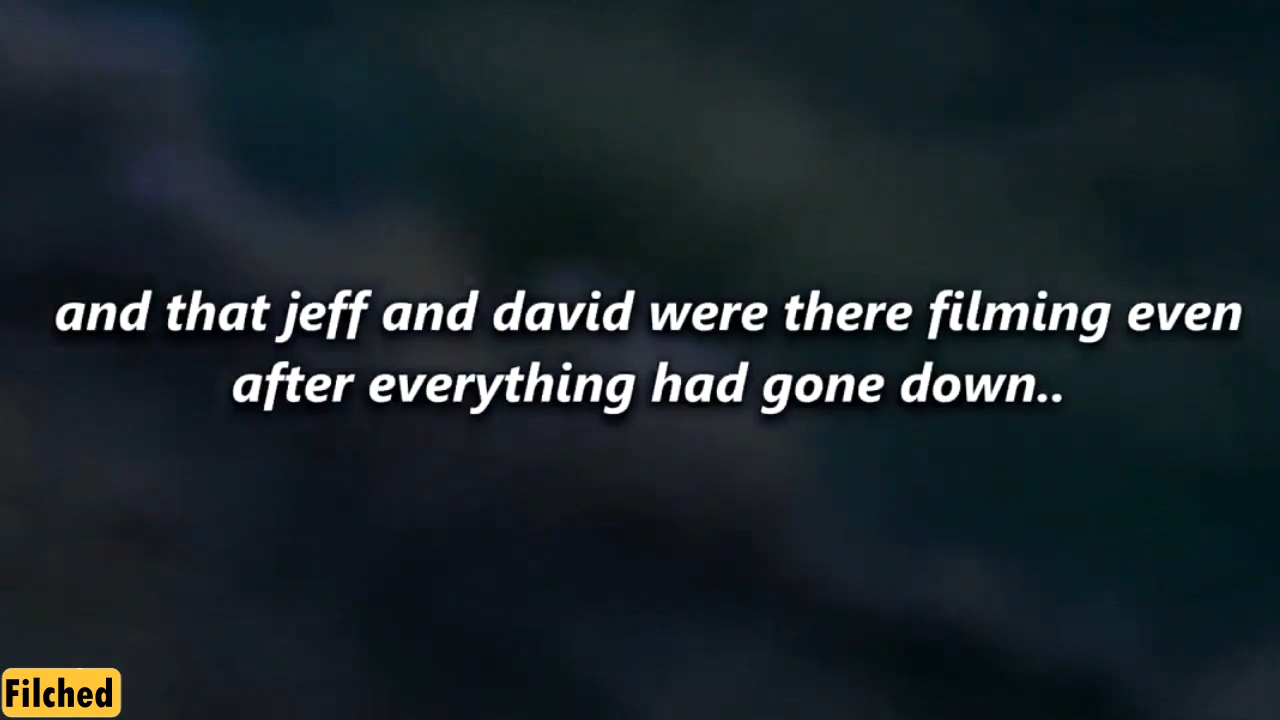 and that jeff and david were there filming even
after everything had gone down..
Filched